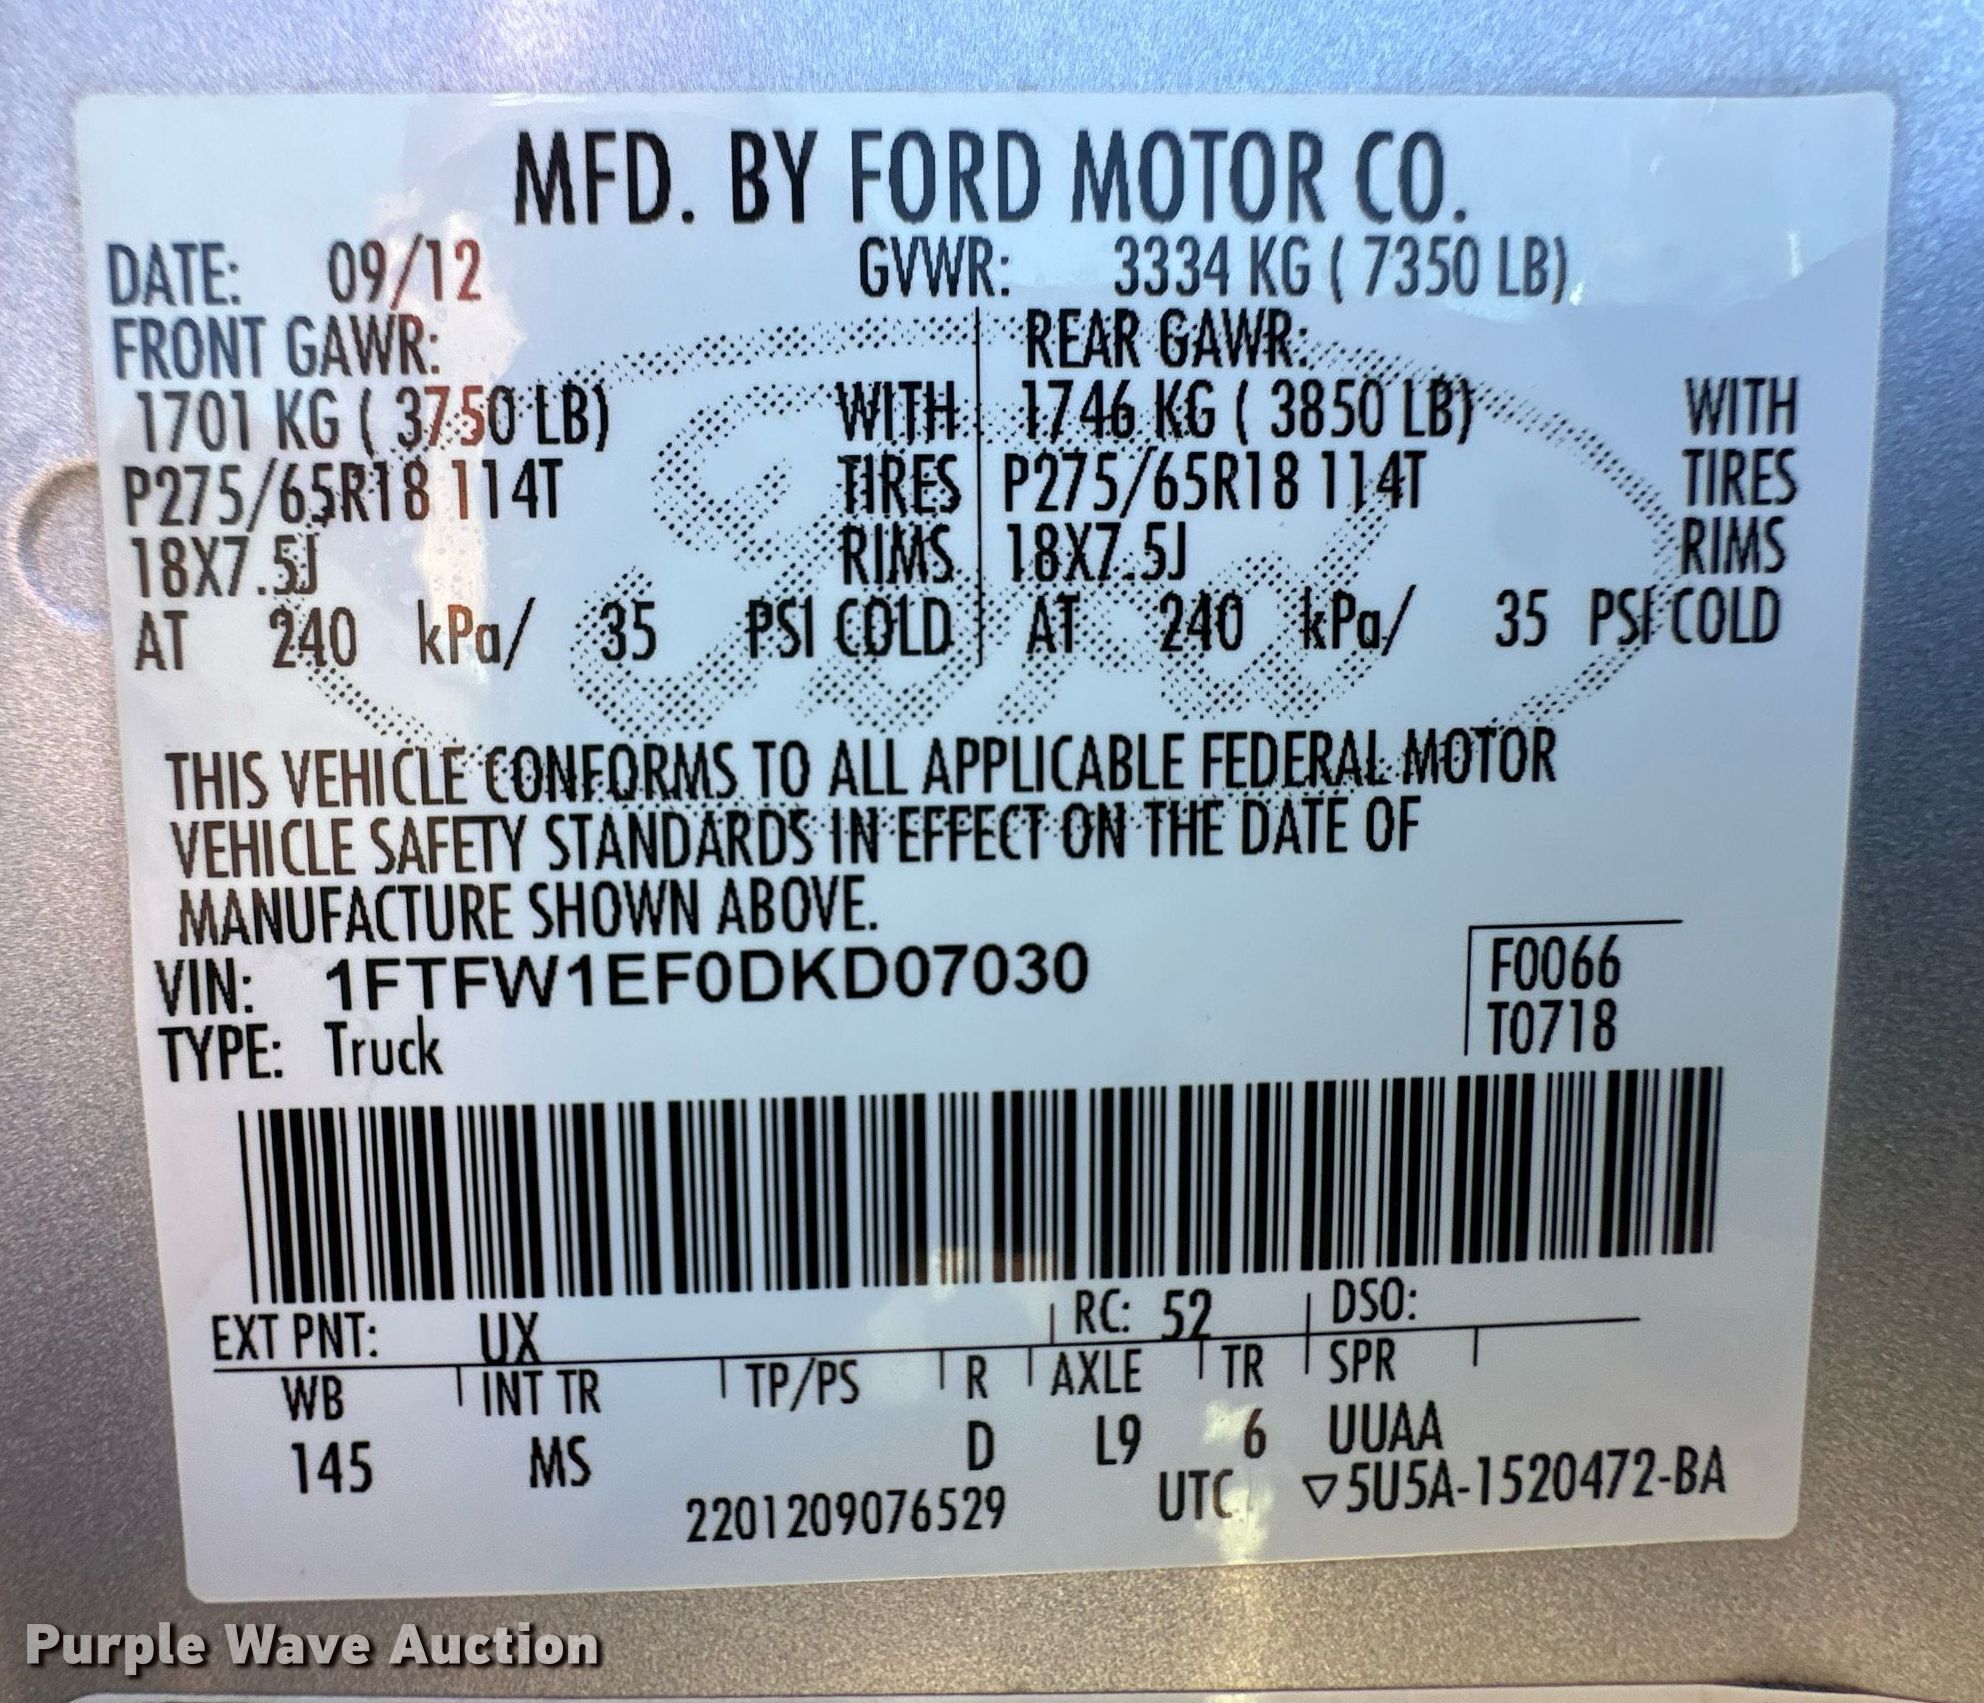 MFD. BY FORD MOTOR CO.
DATE: 09/12 GVWR: 3334 KG ( 7350 LB)
FRONT GAWR: REAR GAWR:
1701 KG ( 3750 LB) WITH 1746 KG ( 3850 LB) WITH
P275/65R18 114T TIRES P275/65R18 114T TIRES
18X7.5J RIMS 18X7.5J RIMS
AT 240 kPa/ 35 PSI COLD AT 240 kPa/ 35 PSI COLD
Ford
THIS VEHICLE CONFORMS TO ALL APPLICABLE FEDERAL MOTOR
VEHICLE SAFETY STANDARDS IN EFFECT ON THE DATE OF
MANUFACTURE SHOWN ABOVE.
VIN: 1FTFW1EF0DKD07030 F0066
TYPE: Truck T0718
EXT PNT: UX RC: 52 DSO:
WB INT TR TP/PS R AXLE TR SPR
145 MS D L9 6 UUAA
2201209076529 UTC ▽5U5A-1520472-BA
Purple Wave Auction